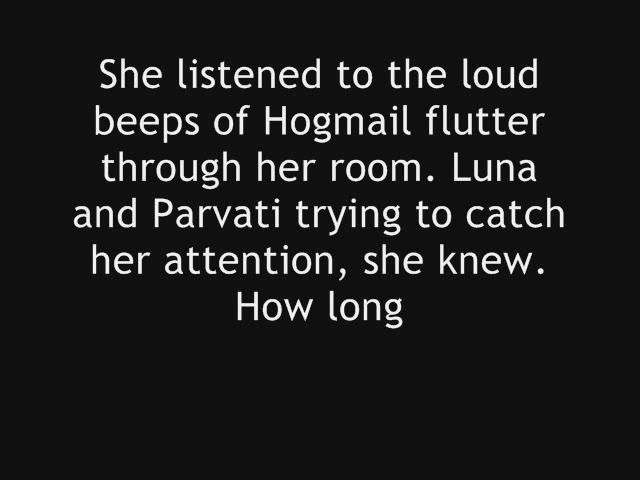 She listened to the loud
beeps of Hogmail flutter
through her room. Luna
and Parvati trying to catch
her attention, she knew.
How long